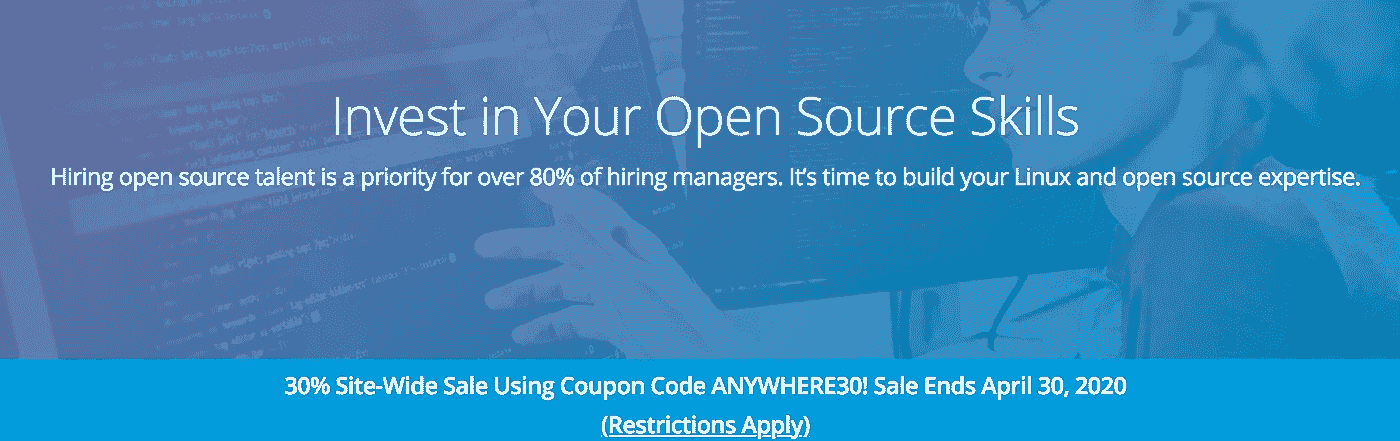 Invest in Your Open Source Skills
Hiring open source talent is a priority for over 80% of hiring managers. It's time to build your Linux and open source expertise.
30% Site-Wide Sale Using Coupon Code ANYWHERE30! Sale Ends April 30, 2020
(Restrictions Apply)